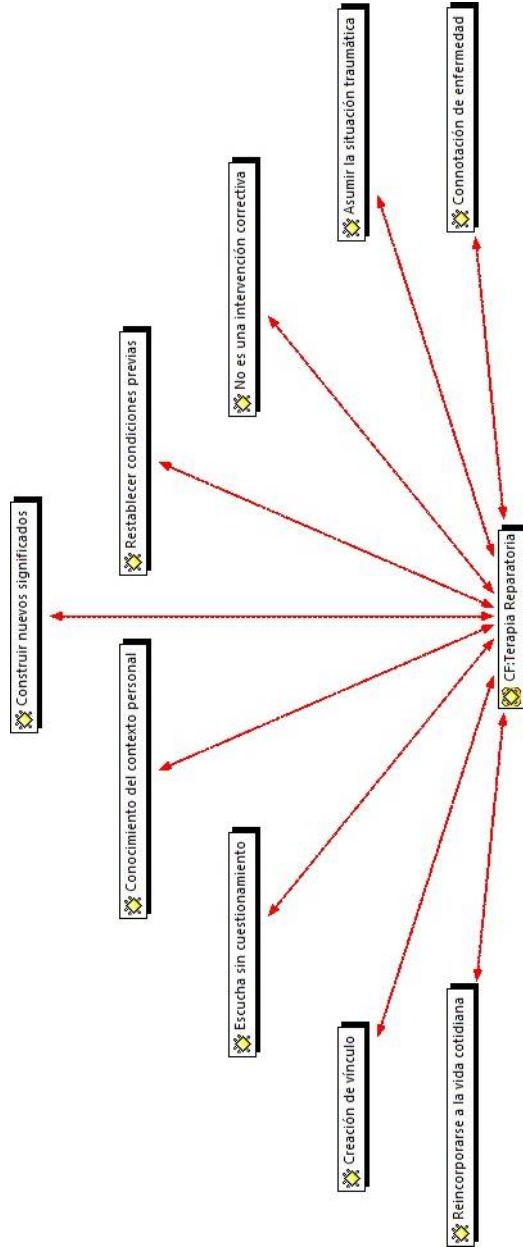 Construir nuevos significados
Conocimiento del contexto personal
Restablecer condiciones previas
Escucha sin cuestionamiento
No es una intervención correctiva
Creación de vínculo
Asumir la situación traumática
Reincorporarse a la vida cotidiana
Connotación de enfermedad
CF:Terapia Reparatoria